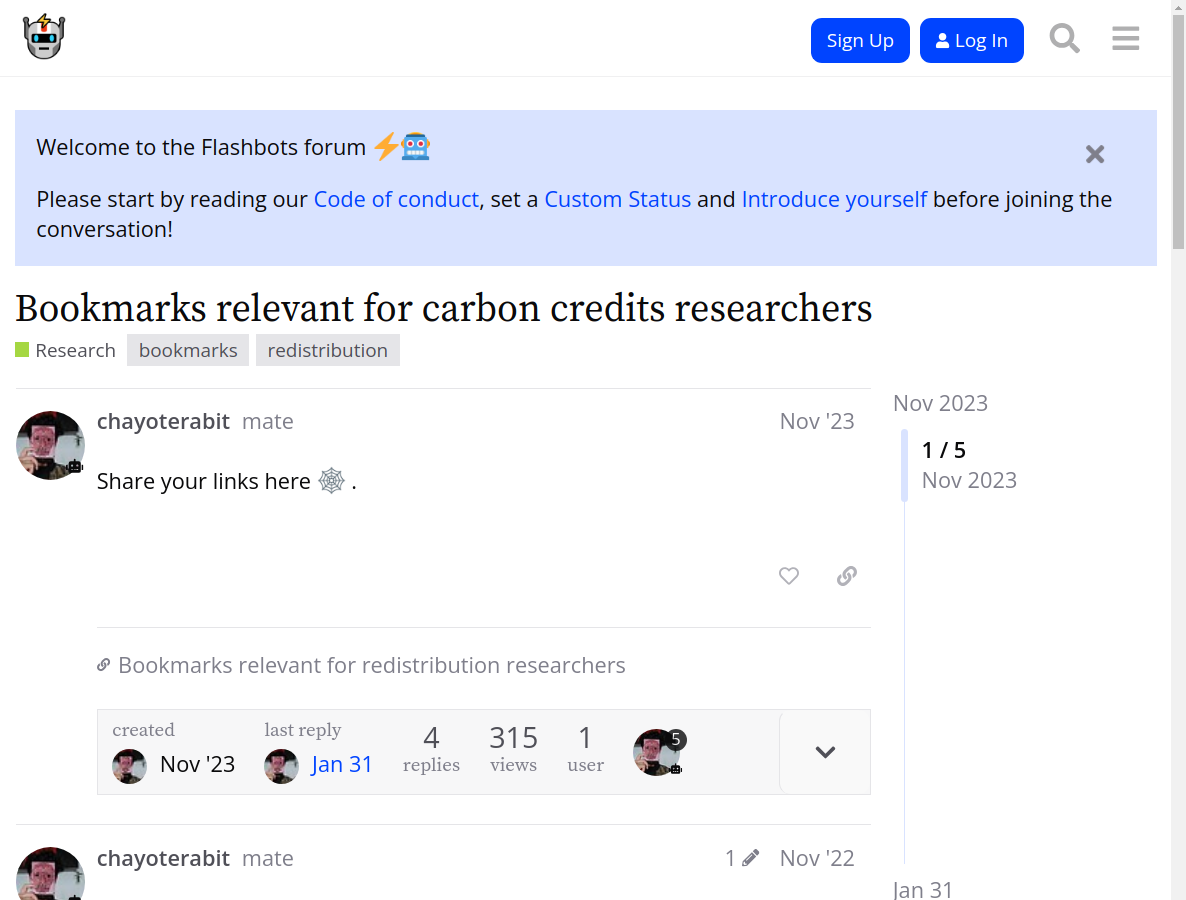 Sign Up
Log In
Welcome to the Flashbots forum
Please start by reading our Code of conduct, set a Custom Status and Introduce yourself before joining the
conversation!
Bookmarks relevant for carbon credits researchers
Research bookmarks redistribution
chayoterabit mate Nov '23
Share your links here .
Nov 2023
1 / 5
Nov 2023
Bookmarks relevant for redistribution researchers
created
Nov '23
last reply
Jan 31
4
replies
315
views
1
user
5
chayoterabit mate 1 Nov '22
Jan 31